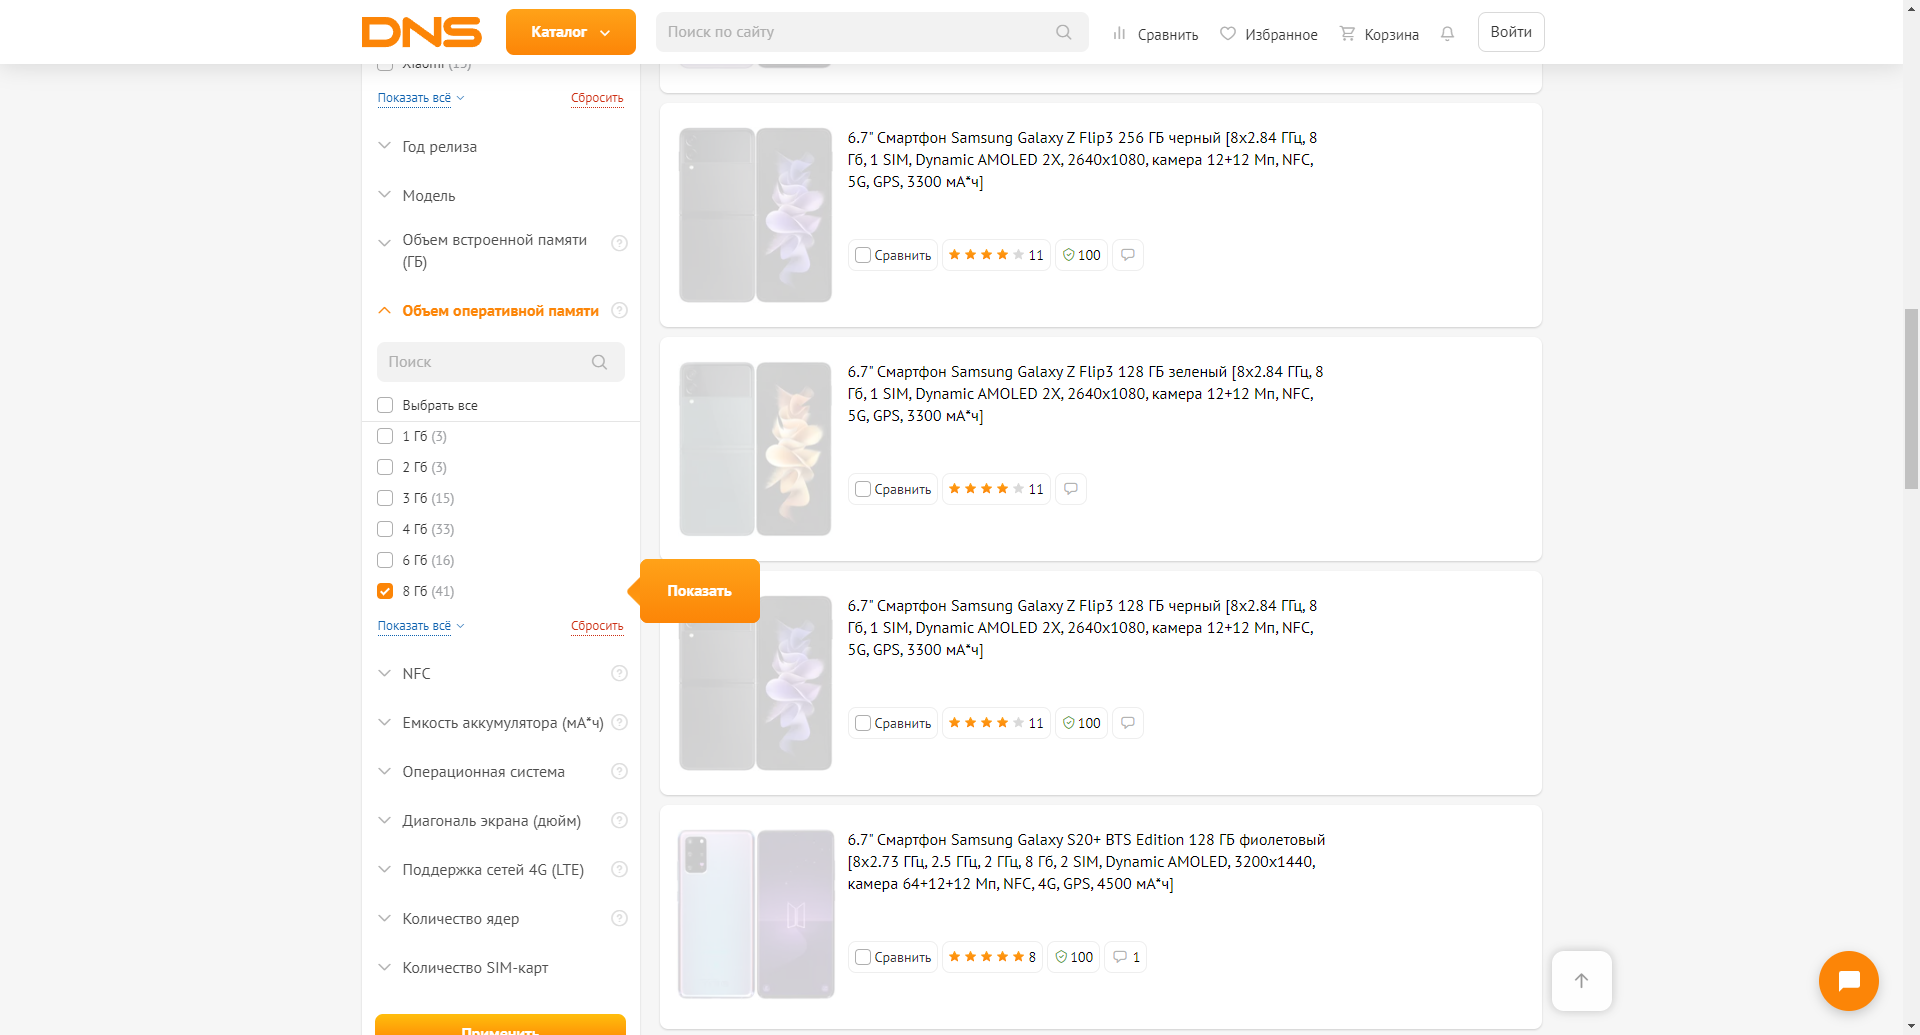 DNS
Каталог
Поиск по сайту
Сравнить
Избранное
Корзина
Войти
Xiaomi (15)
Показать всё
Сбросить
Год релиза
Модель
Объем встроенной памяти
(ГБ)
Объем оперативной памяти
Поиск
Выбрать все
1 Гб (3)
2 Гб (3)
3 Гб (15)
4 Гб (33)
6 Гб (16)
8 Гб (41)
Показать
Показать всё
Сбросить
NFC
Емкость аккумулятора (мА*ч)
Операционная система
Диагональ экрана (дюйм)
Поддержка сетей 4G (LTE)
Количество ядер
Количество SIM-карт
Применить
6.7" Смартфон Samsung Galaxy Z Flip3 256 ГБ черный [8x2.84 ГГц, 8
Гб, 1 SIM, Dynamic AMOLED 2X, 2640x1080, камера 12+12 Мп, NFC,
5G, GPS, 3300 мА*ч]
Сравнить 11 100
6.7" Смартфон Samsung Galaxy Z Flip3 128 ГБ зеленый [8x2.84 ГГц, 8
Гб, 1 SIM, Dynamic AMOLED 2X, 2640x1080, камера 12+12 Мп, NFC,
5G, GPS, 3300 мА*ч]
Сравнить 11
6.7" Смартфон Samsung Galaxy Z Flip3 128 ГБ черный [8x2.84 ГГц, 8
Гб, 1 SIM, Dynamic AMOLED 2X, 2640x1080, камера 12+12 Мп, NFC,
5G, GPS, 3300 мА*ч]
Сравнить 11 100
6.7" Смартфон Samsung Galaxy S20+ BTS Edition 128 ГБ фиолетовый
[8x2.73 ГГц, 2.5 ГГц, 2 ГГц, 8 Гб, 2 SIM, Dynamic AMOLED, 3200x1440,
камера 64+12+12 Мп, NFC, 4G, GPS, 4500 мА*ч]
Сравнить 8 100 1